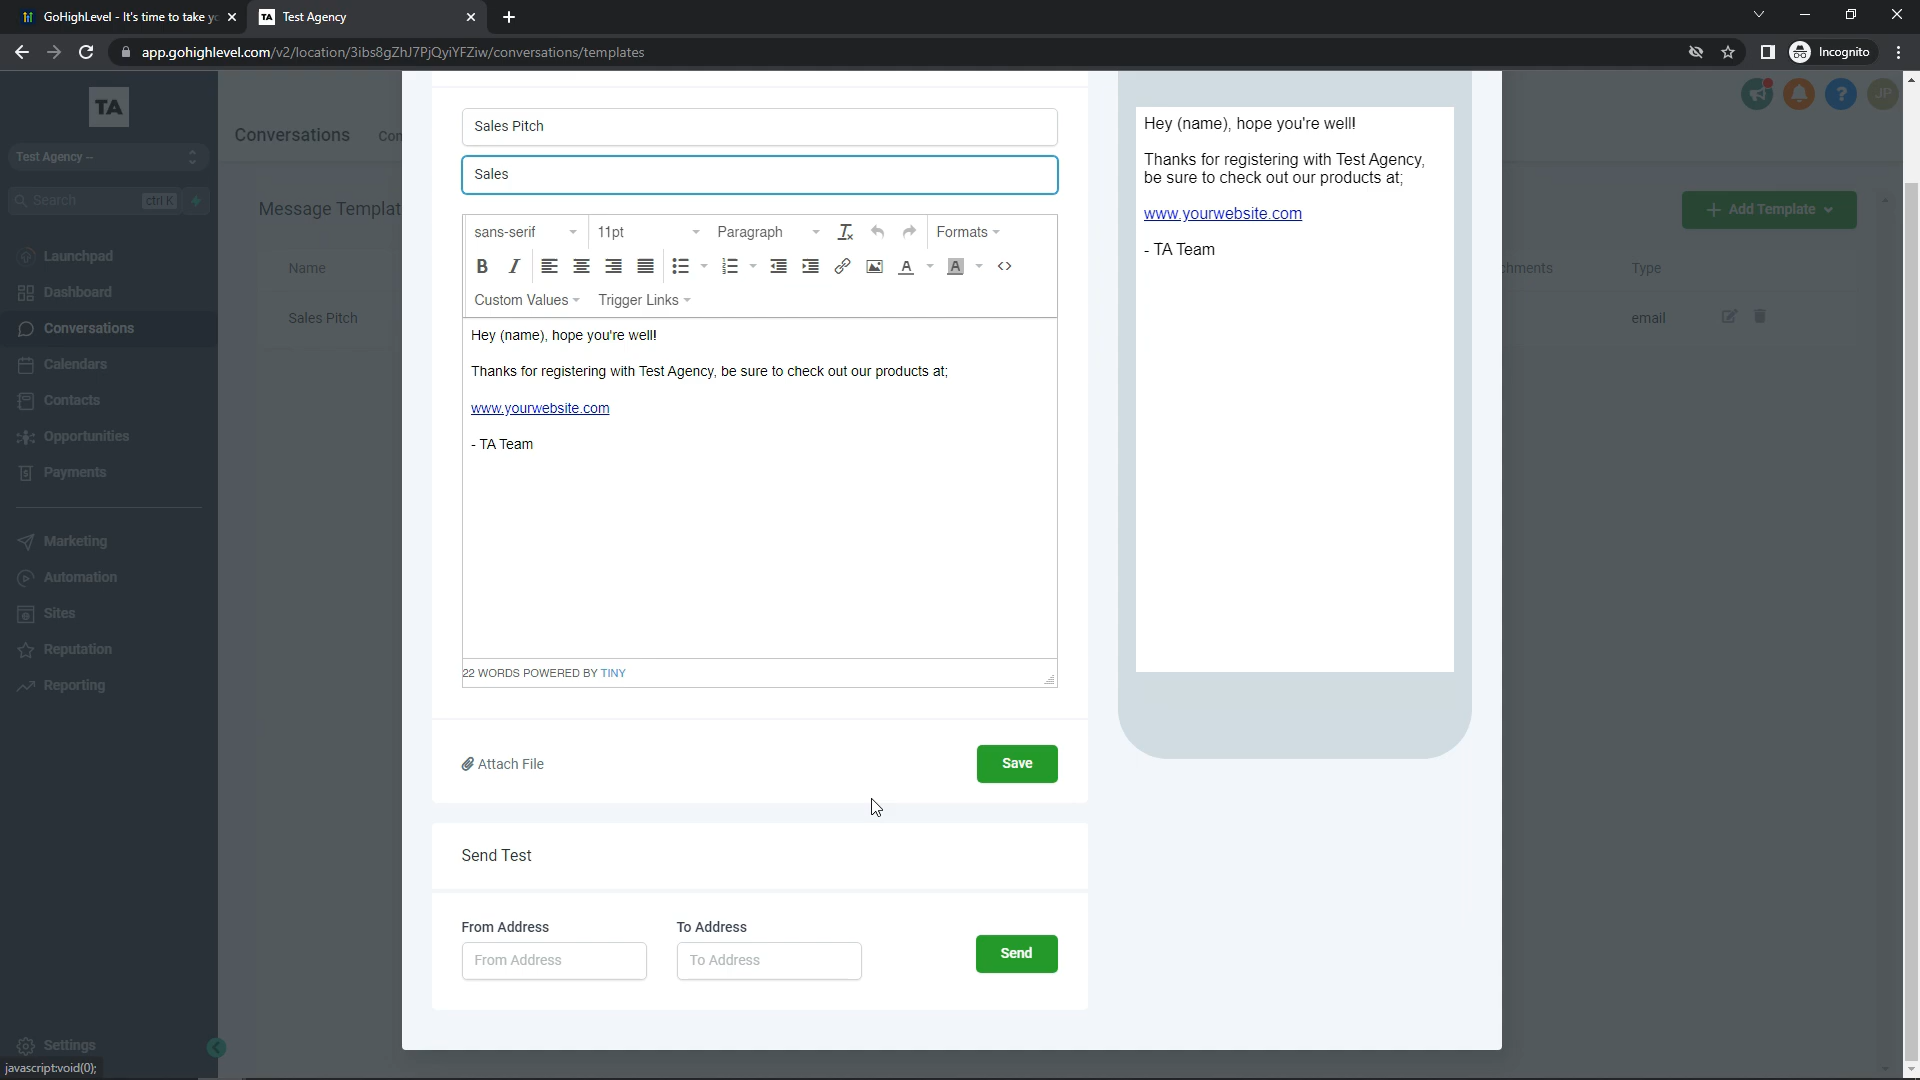 GoHighLevel - It's time to take yo
Test Agency
app.gohighlevel.com/v2/location/3ibs8gZhJ7PjQyiYFZiw/conversations/templates
Incognito
TA
Test Agency --
Search
ctrl K
Launchpad
Dashboard
Conversations
Calendars
Contacts
Opportunities
Payments
Marketing
Automation
Sites
Reputation
Reporting
Settings
javascript:void(0);
Conversations
Con
JP
Message Templat
Add Template
Name
chments
Type
Sales Pitch
email
Sales Pitch
Sales
sans-serif
11pt
Paragraph
Formats
Custom Values
Trigger Links
Hey (name), hope you're well!
Thanks for registering with Test Agency, be sure to check out our products at;
www.yourwebsite.com
- TA Team
22 WORDS POWERED BY TINY
Attach File
Save
Send Test
From Address
To Address
From Address
To Address
Send
Hey (name), hope you're well!
Thanks for registering with Test Agency,
be sure to check out our products at;
www.yourwebsite.com
- TA Team